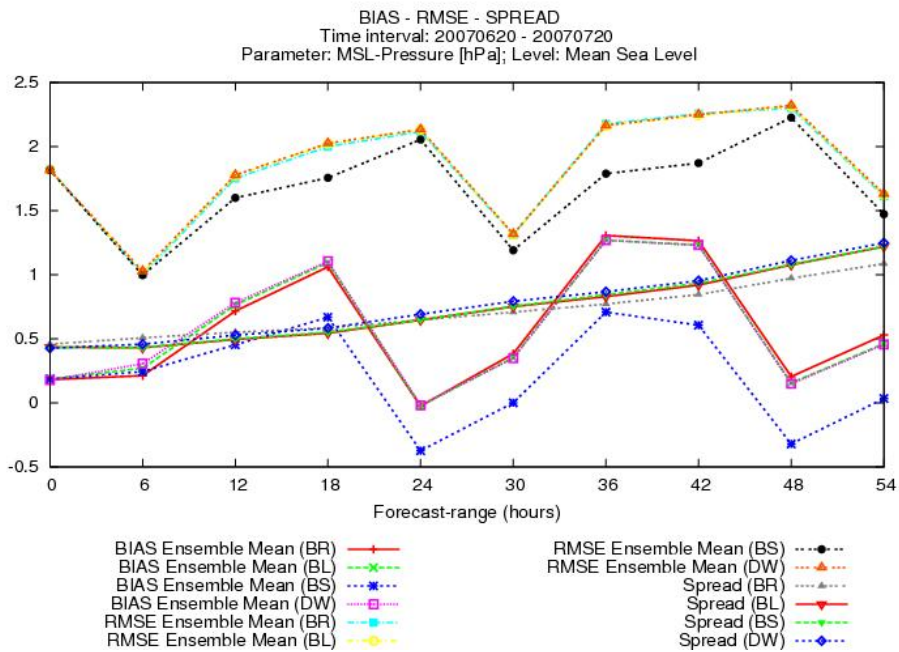 BIAS - RMSE - SPREAD
Time interval: 20070620 - 20070720
Parameter: MSL-Pressure [hPa]; Level: Mean Sea Level
2.5
2
1.5
1
0.5
0
-0.5
0 6 12 18 24 30 36 42 48 54
Forecast-range (hours)
BIAS Ensemble Mean (BR)
BIAS Ensemble Mean (BL)
BIAS Ensemble Mean (BS)
BIAS Ensemble Mean (DW)
RMSE Ensemble Mean (BR)
RMSE Ensemble Mean (BL)
RMSE Ensemble Mean (BS)
RMSE Ensemble Mean (DW)
Spread (BR)
Spread (BL)
Spread (BS)
Spread (DW)